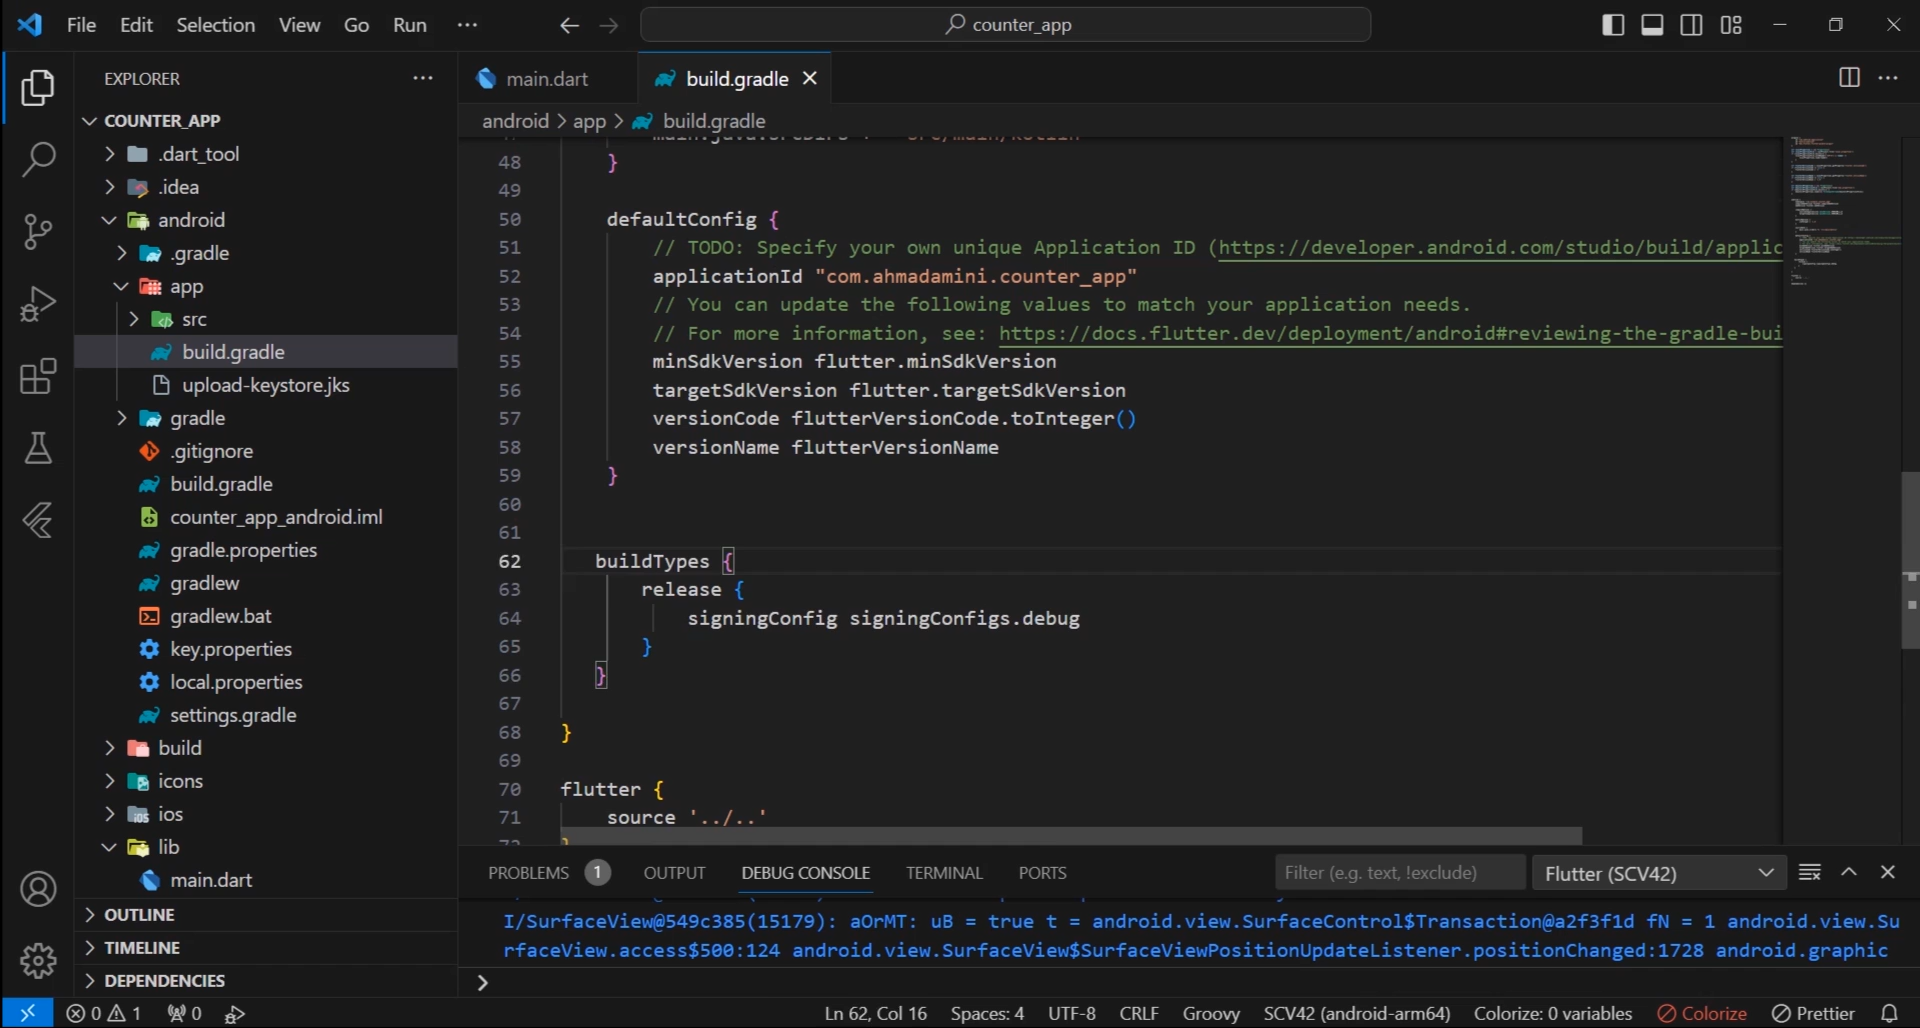 File Edit Selection View Go Run ···
counter_app
EXPLORER
COUNTER_APP
.dart_tool
.idea
android
.gradle
app
src
build.gradle
upload-keystore.jks
gradle
.gitignore
build.gradle
counter_app_android.iml
gradle.properties
gradlew
gradlew.bat
key.properties
local.properties
settings.gradle
build
icons
ios
lib
main.dart
OUTLINE
TIMELINE
DEPENDENCIES
main.dart build.gradle
android > app > build.gradle
48 }
49
50 defaultConfig {
51 // TODO: Specify your own unique Application ID (https://developer.android.com/studio/build/applic
52 applicationId "com.ahmadamini.counter_app"
53 // You can update the following values to match your application needs.
54 // For more information, see: https://docs.flutter.dev/deployment/android#reviewing-the-gradle-bui
55 minSdkVersion flutter.minSdkVersion
56 targetSdkVersion flutter.targetSdkVersion
57 versionCode flutterVersionCode.toInteger()
58 versionName flutterVersionName
59 }
60
61
62 buildTypes {
63 release {
64 signingConfig signingConfigs.debug
65 }
66 }
67
68 }
69
70 flutter {
71 source '../..'
PROBLEMS 1 OUTPUT DEBUG CONSOLE TERMINAL PORTS Filter (e.g. text, !exclude) Flutter (SCV42)
I/SurfaceView@549c385(15179): aOrMT: uB = true t = android.view.SurfaceControl$Transaction@a2f3f1d fN = 1 android.view.Su
rfaceView.access$500:124 android.view.SurfaceView$SurfaceViewPositionUpdateListener.positionChanged:1728 android.graphic
>
0 1 0 Ln 62, Col 16 Spaces: 4 UTF-8 CRLF Groovy SCV42 (android-arm64) Colorize: 0 variables Colorize Prettier